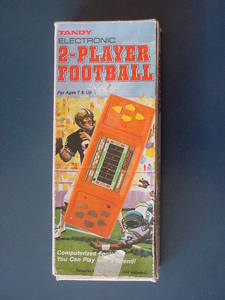 TANDY
ELECTRONIC
2-PLAYER
FOOTBALL
For Ages 7 & Up
Computerized
You Can Play